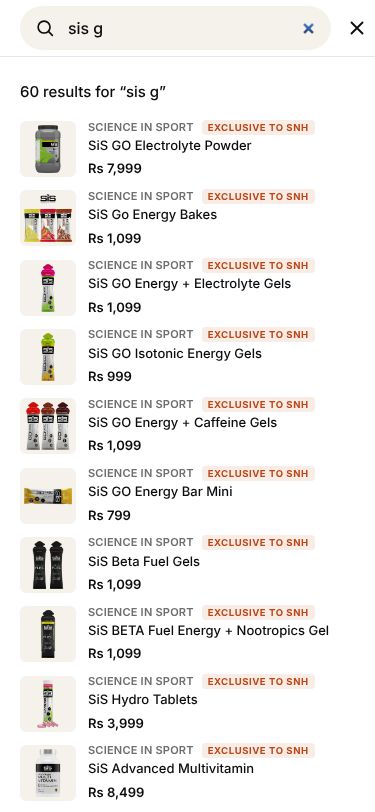 sis g
60 results for “sis g”
SCIENCE IN SPORT EXCLUSIVE TO SNH
SiS GO Electrolyte Powder
Rs 7,999
SCIENCE IN SPORT EXCLUSIVE TO SNH
SiS Go Energy Bakes
Rs 1,099
SCIENCE IN SPORT EXCLUSIVE TO SNH
SiS GO Energy + Electrolyte Gels
Rs 1,099
SCIENCE IN SPORT EXCLUSIVE TO SNH
SiS GO Isotonic Energy Gels
Rs 999
SCIENCE IN SPORT EXCLUSIVE TO SNH
SiS GO Energy + Caffeine Gels
Rs 1,099
SCIENCE IN SPORT EXCLUSIVE TO SNH
SiS GO Energy Bar Mini
Rs 799
SCIENCE IN SPORT EXCLUSIVE TO SNH
SiS Beta Fuel Gels
Rs 1,099
SCIENCE IN SPORT EXCLUSIVE TO SNH
SiS BETA Fuel Energy + Nootropics Gel
Rs 1,099
SCIENCE IN SPORT EXCLUSIVE TO SNH
SiS Hydro Tablets
Rs 3,999
SCIENCE IN SPORT EXCLUSIVE TO SNH
SiS Advanced Multivitamin
Rs 8,499